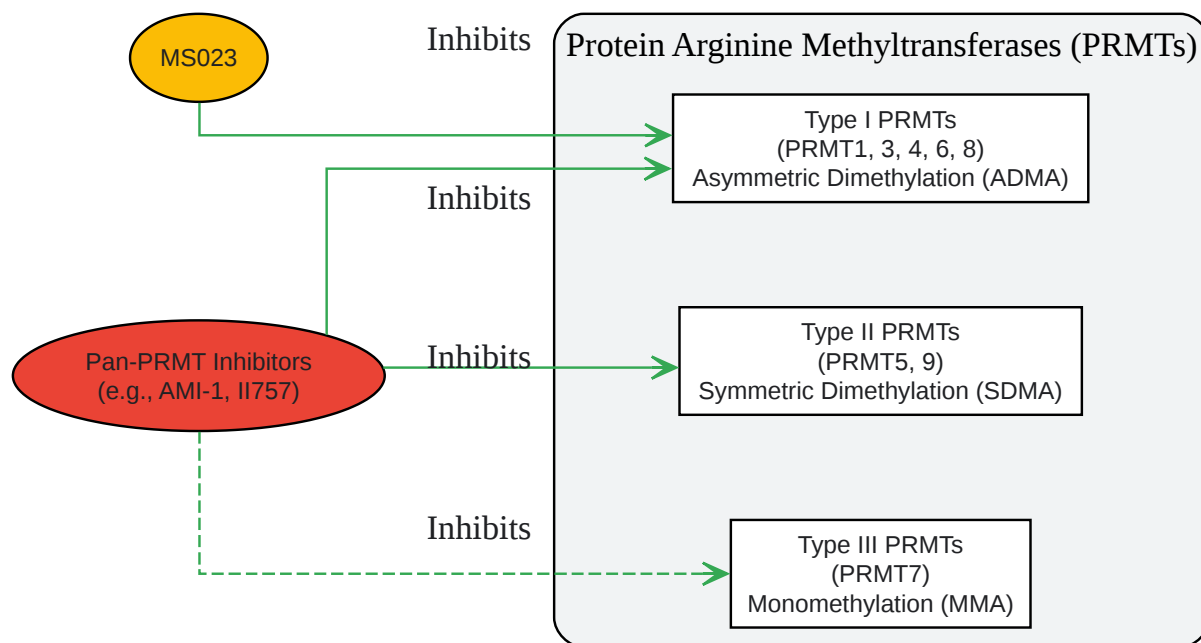 MS023
Inhibits
Protein Arginine Methyltransferases (PRMTs)
Type I PRMTs
(PRMT1, 3, 4, 6, 8)
Asymmetric Dimethylation (ADMA)
Inhibits
Pan-PRMT Inhibitors
(e.g., AMI-1, II757)
Inhibits
Type II PRMTs
(PRMT5, 9)
Symmetric Dimethylation (SDMA)
Inhibits
Type III PRMTs
(PRMT7)
Monomethylation (MMA)